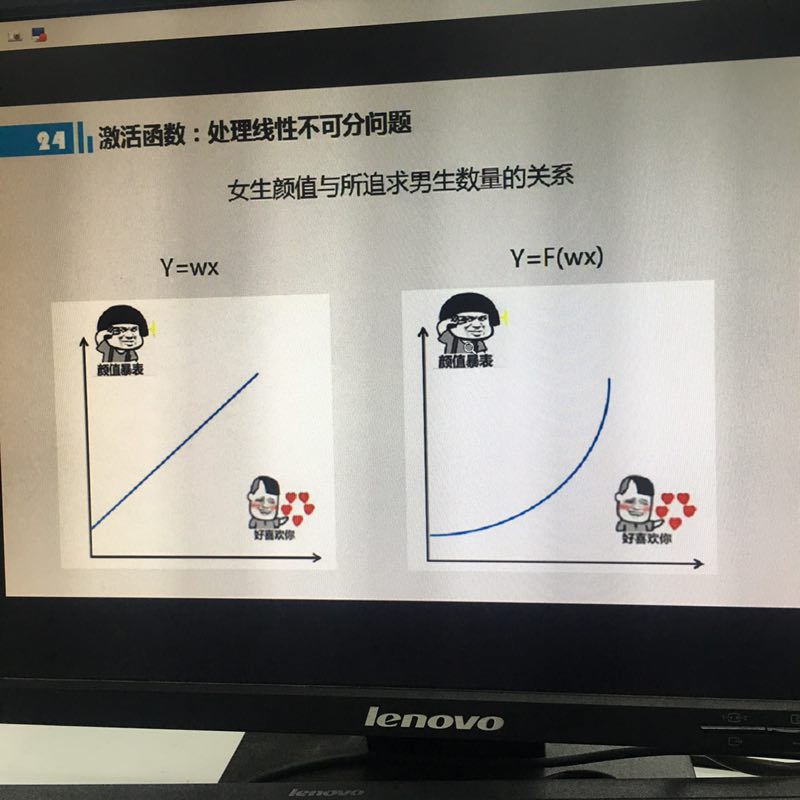 24 激活函数：处理线性不可分问题
女生颜值与所追求男生数量的关系
Y=wx
Y=F(wx)
颜值暴表
颜值暴表
好喜欢你
好喜欢你
lenovo
lenovo